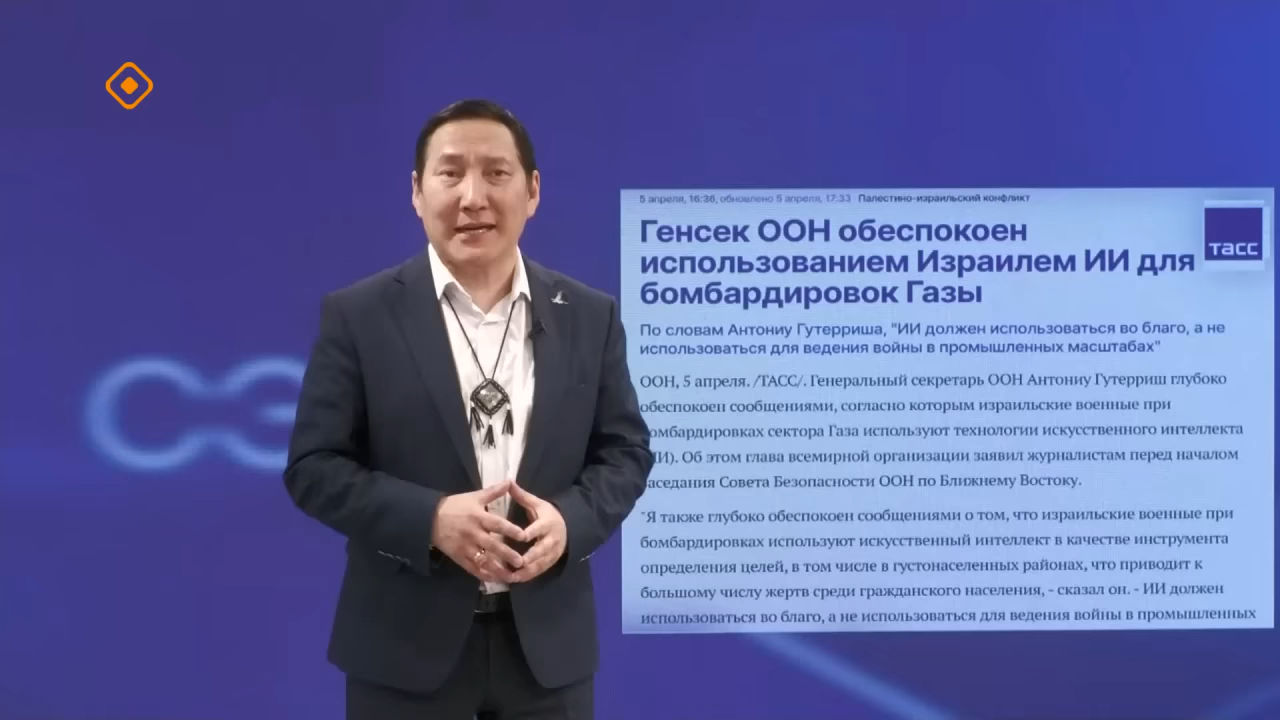 5 апреля, 16:36, обновлено 5 апреля, 17:33 Палестино-израильский конфликт
Генсек ООН обеспокоен
использованием Израилем ИИ для
бомбардировок Газы
тасс
По словам Антониу Гутерриша, "ИИ должен использоваться во благо, а не
использоваться для ведения войны в промышленных масштабах"
ООН, 5 апреля. /ТАСС/. Генеральный секретарь ООН Антониу Гутерриш глубоко
обеспокоен сообщениями, согласно которым израильские военные при
омбардировках сектора Газа используют технологии искусственного интеллекта
И). Об этом глава всемирной организации заявил журналистам перед началом
аседания Совета Безопасности ООН по Ближнему Востоку.
"Я также глубоко обеспокоен сообщениями о том, что израильские военные при
бомбардировках используют искусственный интеллект в качестве инструмента
определения целей, в том числе в густонаселенных районах, что приводит к
большому числу жертв среди гражданского населения, - сказал он. - ИИ должен
использоваться во благо, а не использоваться для ведения войны в промышленных